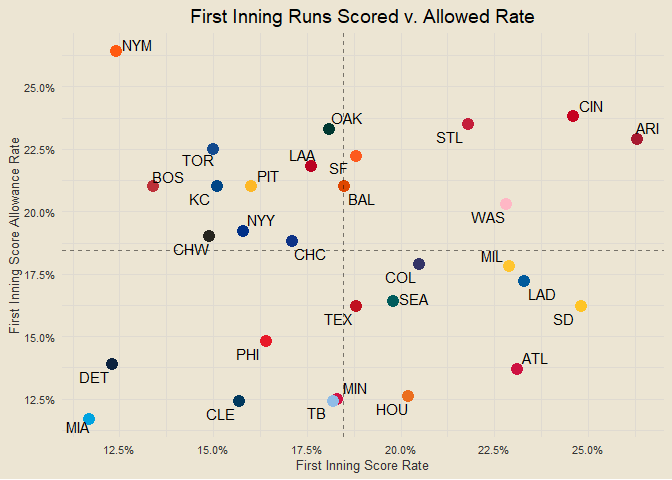 First Inning Runs Scored v. Allowed Rate
NYM
25.0%
CIN
OAK
ARI
STL
22.5%
TOR
LAA
SF
BOS
PIT
KC
BAL
20.0%
NYY
WAS
CHW
CHC
MIL
COL
17.5%
LAD
SEA
TEX
SD
15.0%
PHI
ATL
DET
MIN
12.5%
CLE
TB
HOU
MIA
12.5%
15.0%
17.5%
20.0%
22.5%
25.0%
First Inning Score Rate
First Inning Score Allowance Rate